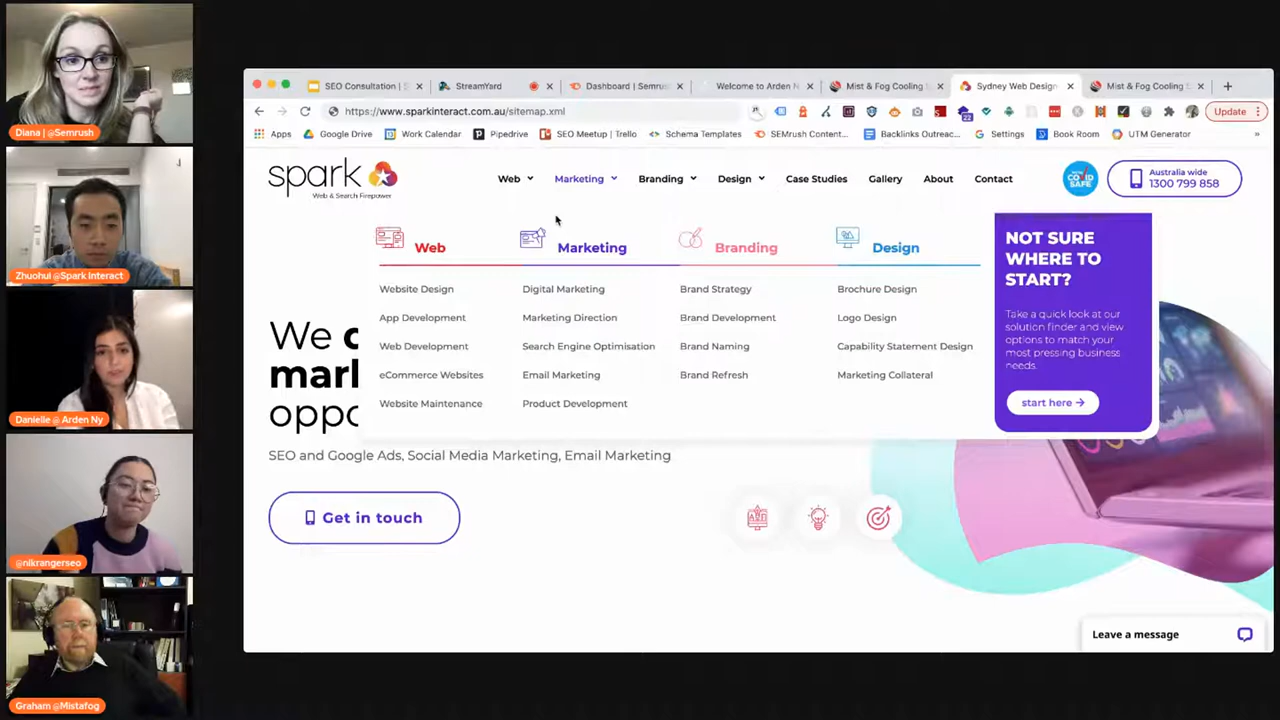 Diana | @Semrush
Zhuohui @Spark Interact
Danielle @ Arden Ny
@nikrangerseo
Graham @Mistafog
SEO Consultation | S
StreamYard
Dashboard | Semrus
Welcome to Arden N
Mist & Fog Cooling S
Sydney Web Design
Mist & Fog Cooling S
https://www.sparkinteract.com.au/sitemap.xml
22
Update
Apps
Google Drive
Work Calendar
Pipedrive
SEO Meetup | Trello
Schema Templates
SEMrush Content...
Backlinks Outreac...
Settings
Book Room
UTM Generator
»
spark
Web & Search Firepower
Web
Marketing
Branding
Design
Case Studies
Gallery
About
Contact
COVID SAFE
Australia wide
1300 799 858
Web
Website Design
App Development
Web Development
eCommerce Websites
Website Maintenance
Marketing
Digital Marketing
Marketing Direction
Search Engine Optimisation
Email Marketing
Product Development
Branding
Brand Strategy
Brand Development
Brand Naming
Brand Refresh
Design
Brochure Design
Logo Design
Capability Statement Design
Marketing Collateral
NOT SURE
WHERE TO
START?
Take a quick look at our
solution finder and view
options to match your
most pressing business
needs.
start here →
We c
marl
oppo
SEO and Google Ads, Social Media Marketing, Email Marketing
Get in touch
Leave a message